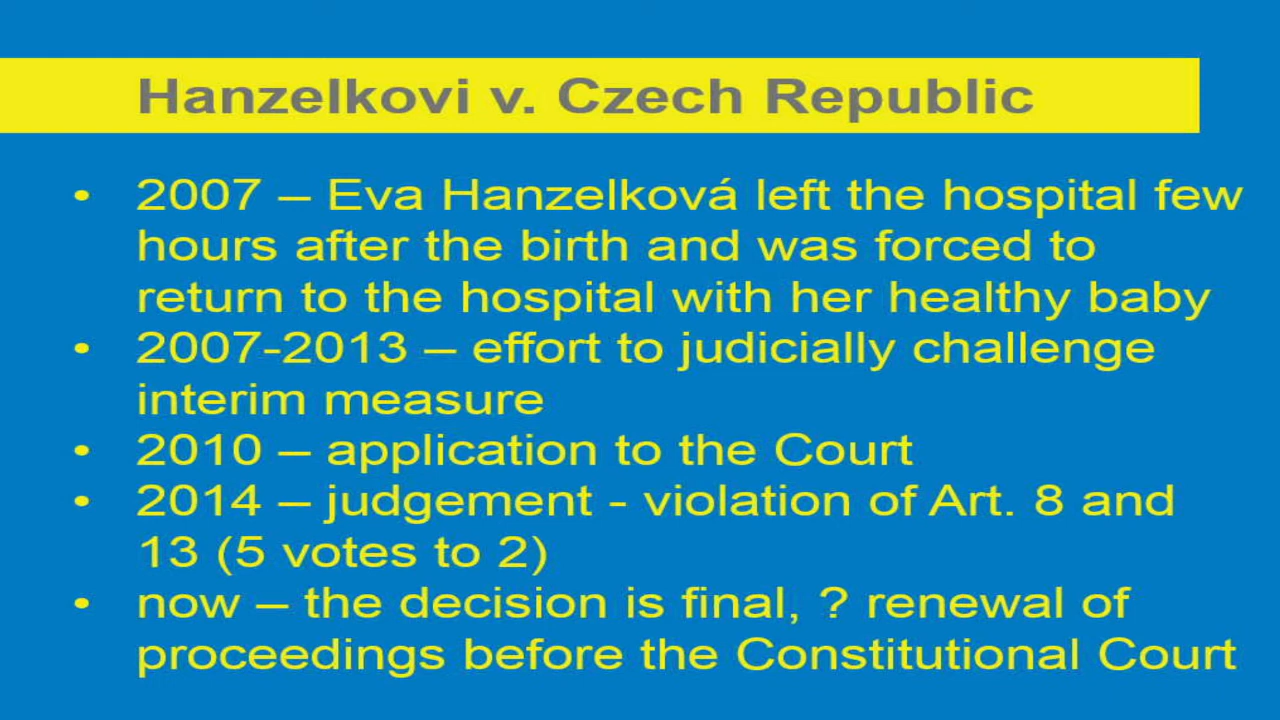 Hanzelkovi v. Czech Republic
• 2007 – Eva Hanzelková left the hospital few
hours after the birth and was forced to
return to the hospital with her healthy baby
• 2007-2013 – effort to judicially challenge
interim measure
• 2010 – application to the Court
• 2014 – judgement - violation of Art. 8 and
13 (5 votes to 2)
• now – the decision is final, ? renewal of
proceedings before the Constitutional Court